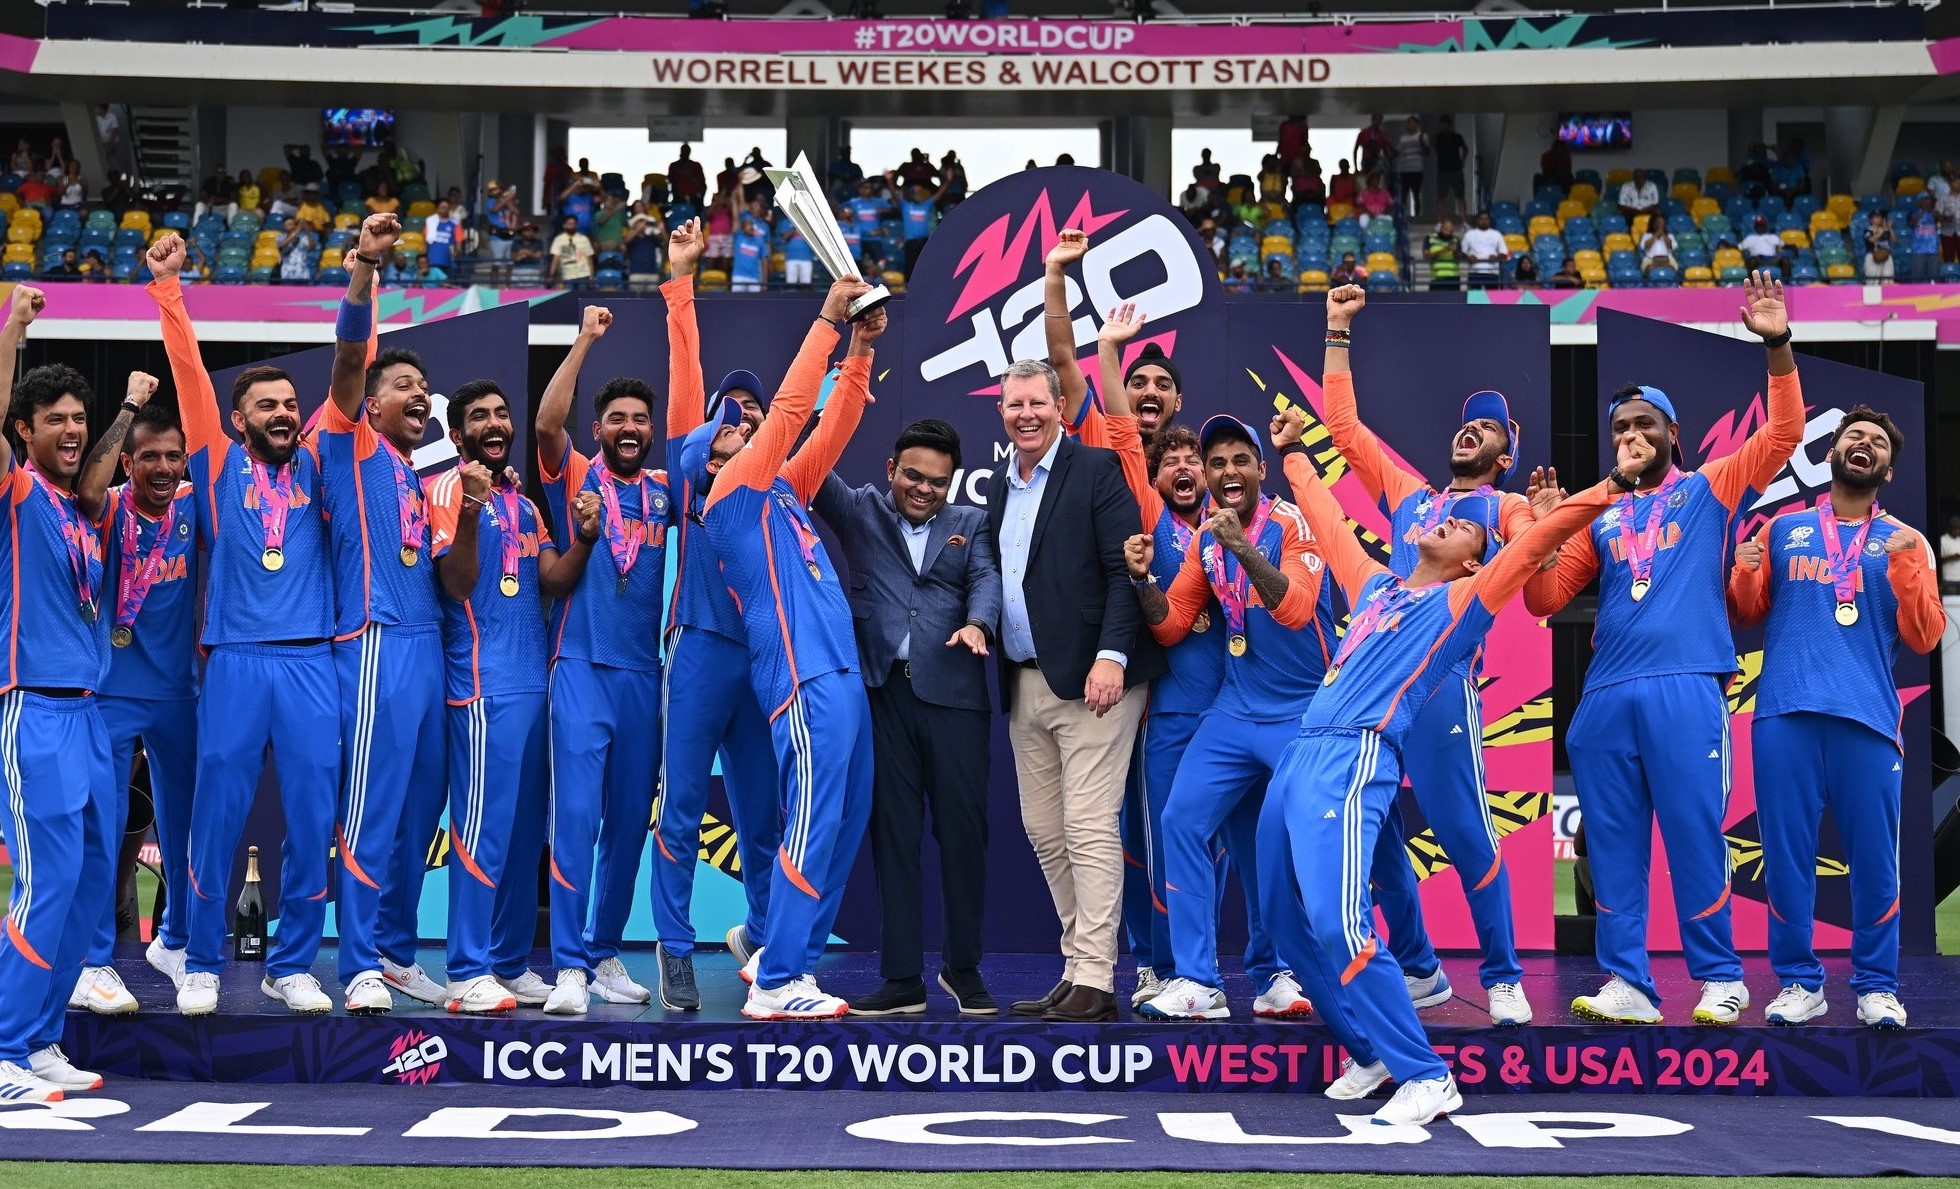 #T20WORLDCUP
WORRELL WEEKES & WALCOTT STAND
T20
T20
INDIA
INDIA
INDIA
ICC MEN'S T20 WORLD CUP WEST IN ES & USA 2024
RLD CUP